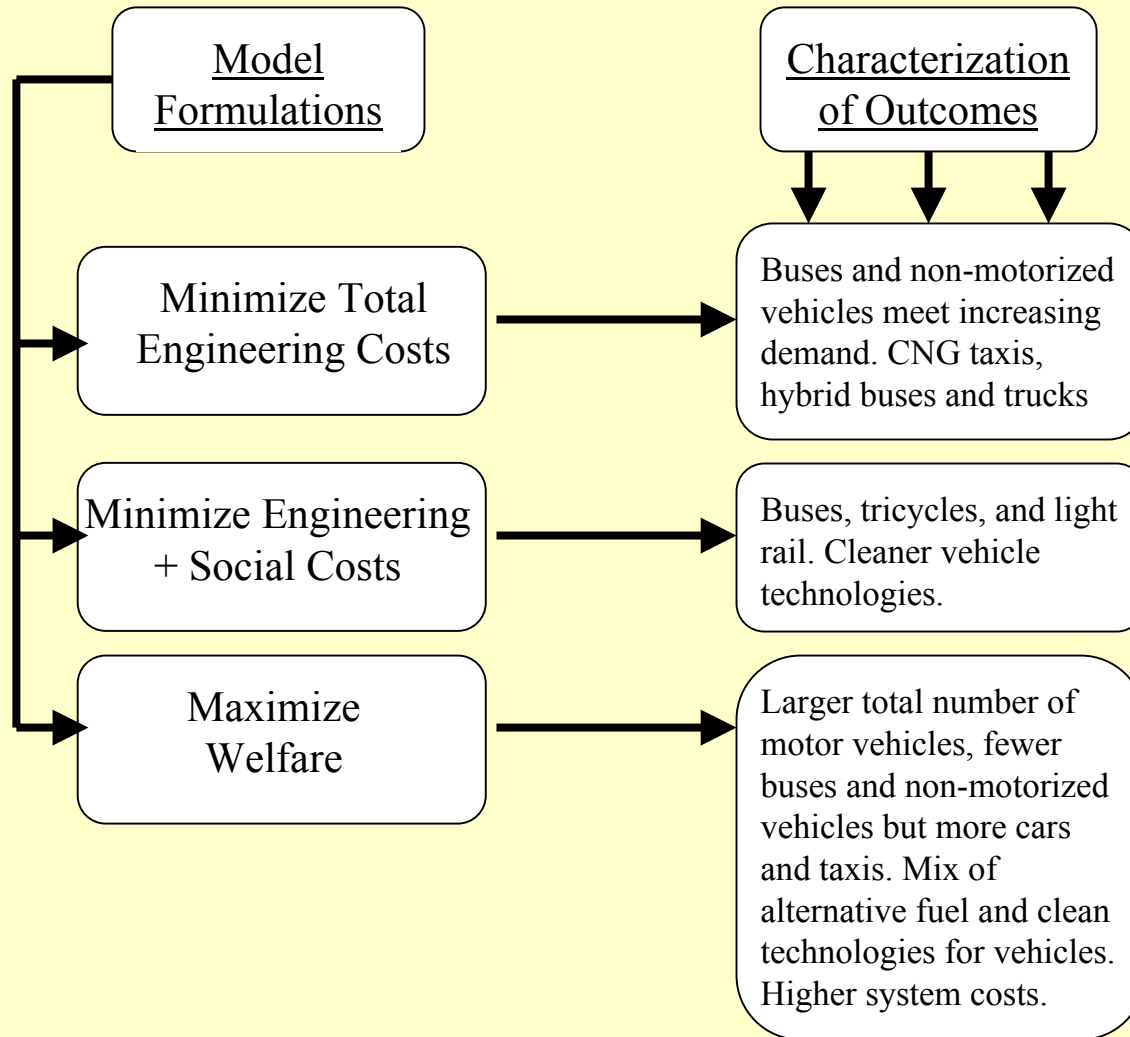 Model
Formulations
Characterization
of Outcomes
Minimize Total
Engineering Costs
Buses and non-motorized
vehicles meet increasing
demand. CNG taxis,
hybrid buses and trucks
Minimize Engineering
+ Social Costs
Buses, tricycles, and light
rail. Cleaner vehicle
technologies.
Maximize
Welfare
Larger total number of
motor vehicles, fewer
buses and non-motorized
vehicles but more cars
and taxis. Mix of
alternative fuel and clean
technologies for vehicles.
Higher system costs.